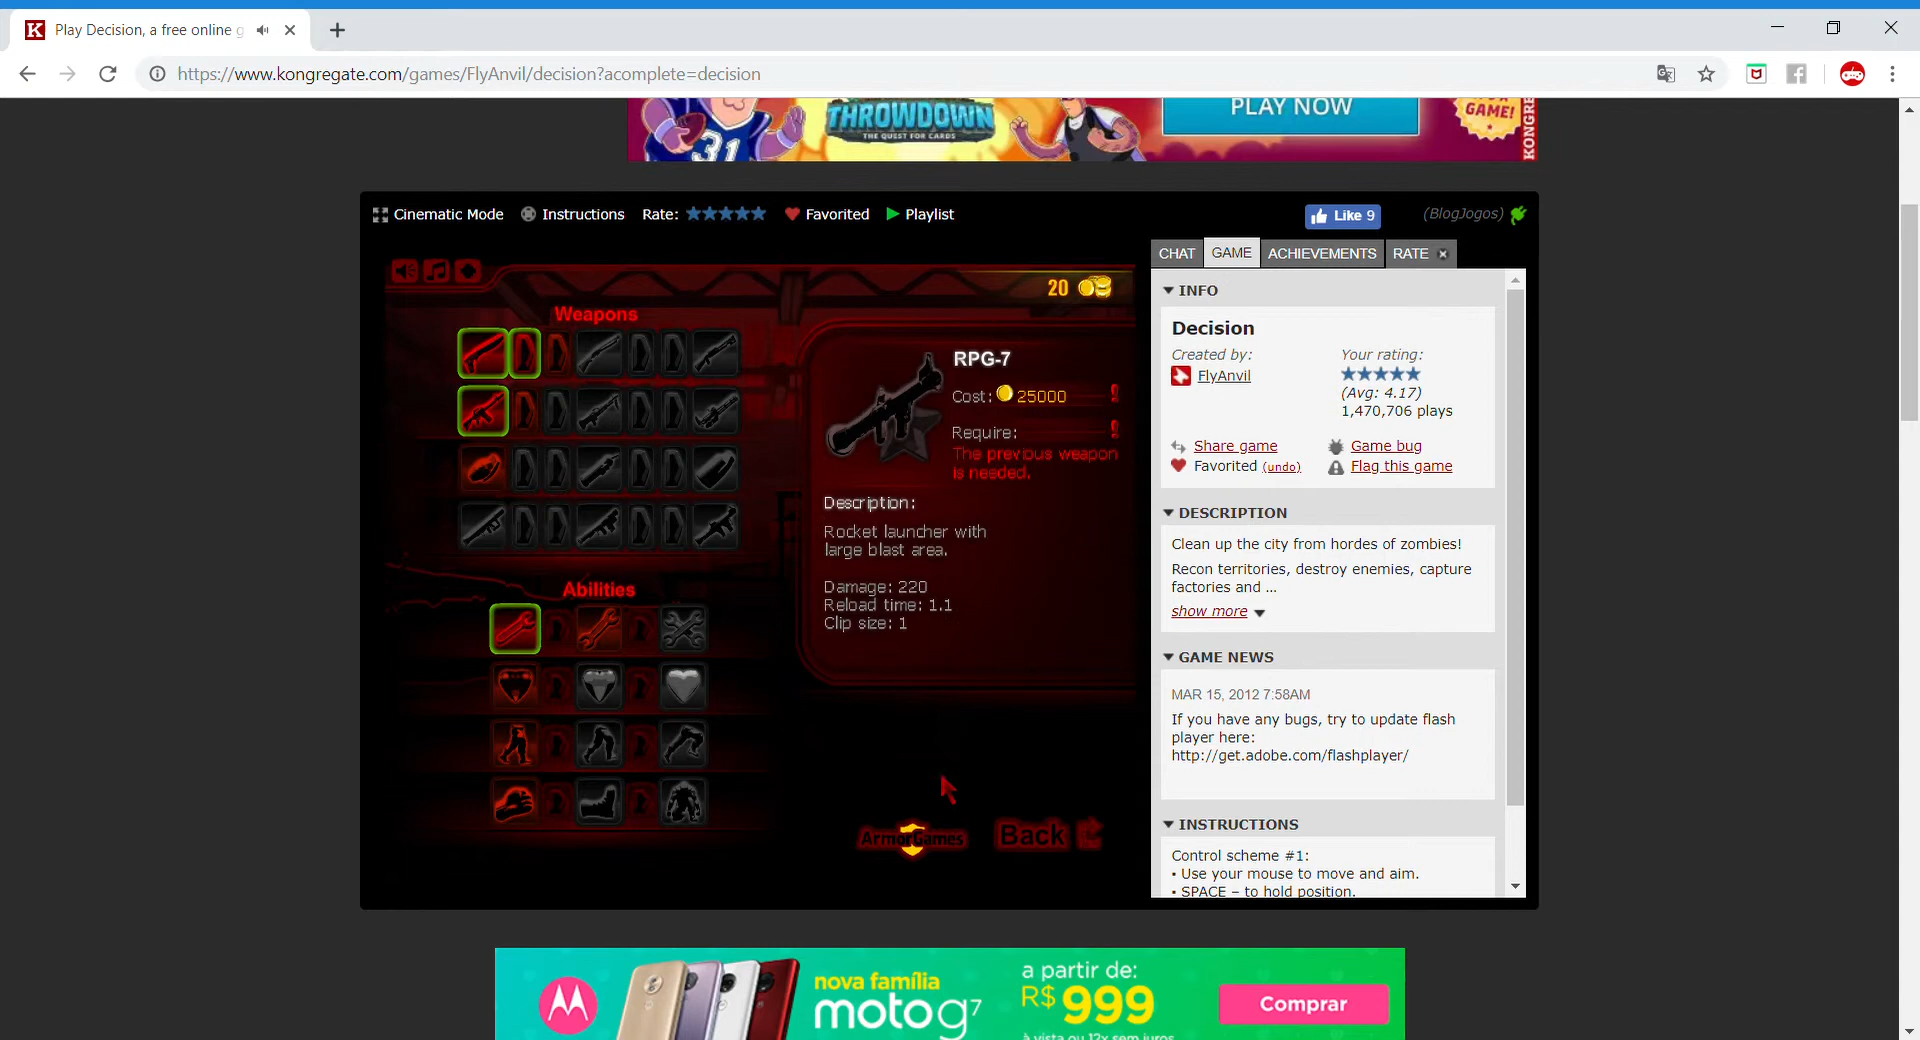 Play Decision, a free online g
https://www.kongregate.com/games/FlyAnvil/decision?acomplete=decision
THROWDOWN
THE QUEST FOR CARDS
31
PLAY NOW
GAME!
KONGRE
Cinematic Mode
Instructions
Rate:
Favorited
Playlist
Like 9
(BlogJogos)
CHAT
GAME
ACHIEVEMENTS
RATE
20
Weapons
RPG-7
Cost: 25000 !
Require: !
The previous weapon
is needed.
Description:
Rocket launcher with
large blast area.
Damage: 220
Reload time: 1.1
Clip size: 1
Abilities
ArmorGames
Back
INFO
Decision
Created by:
FlyAnvil
Your rating:
(Avg: 4.17)
1,470,706 plays
Share game
Game bug
Favorited (undo)
Flag this game
DESCRIPTION
Clean up the city from hordes of zombies!
Recon territories, destroy enemies, capture
factories and ...
show more
GAME NEWS
MAR 15, 2012 7:58AM
If you have any bugs, try to update flash
player here:
http://get.adobe.com/flashplayer/
INSTRUCTIONS
Control scheme #1:
• Use your mouse to move and aim.
• SPACE – to hold position.
nova família
moto g7
a partir de:
R$ 999
à vista ou 12x sem juros
Comprar